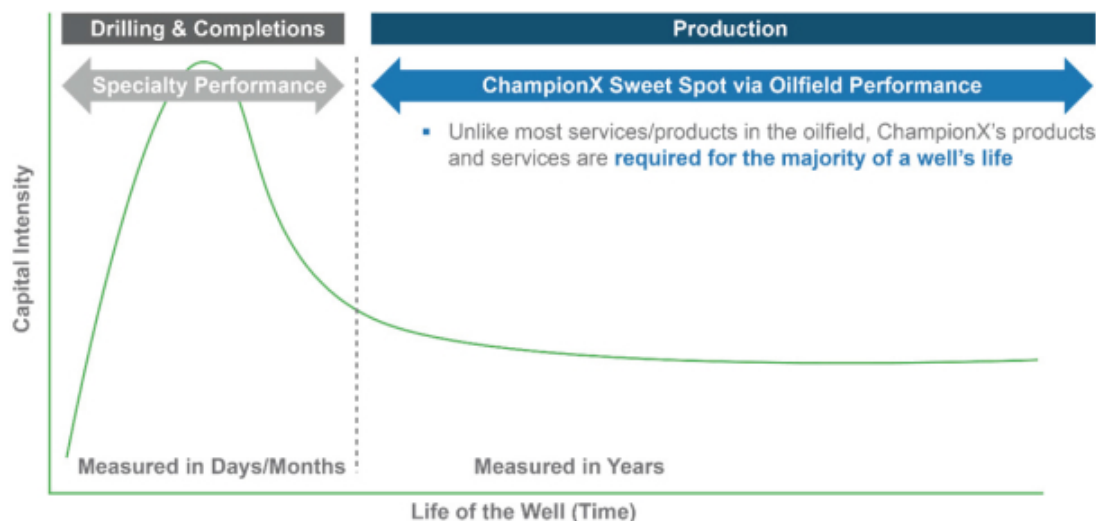 Drilling & Completions
Production
Specialty Performance
ChampionX Sweet Spot via Oilfield Performance
▪ Unlike most services/products in the oilfield, ChampionX's products
and services are required for the majority of a well's life
Capital Intensity
Measured in Days/Months
Measured in Years
Life of the Well (Time)